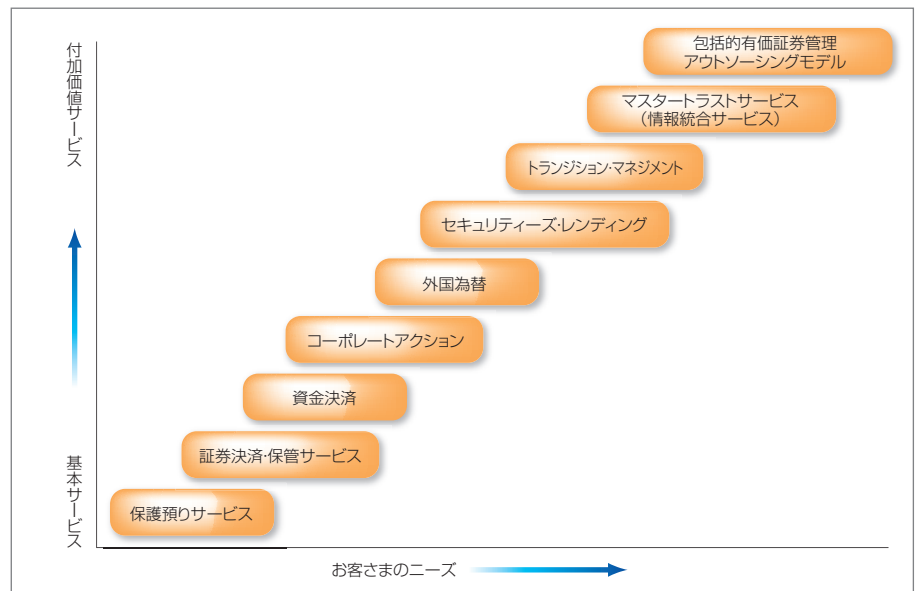 付加価値サービス
包括的有価証券管理
アウトソーシングモデル
マスタートラストサービス
（情報統合サービス）
トランジション・マネジメント
セキュリティーズ・レンディング
外国為替
コーポレートアクション
資金決済
証券決済・保管サービス
保護預りサービス
基本サービス
お客さまのニーズ